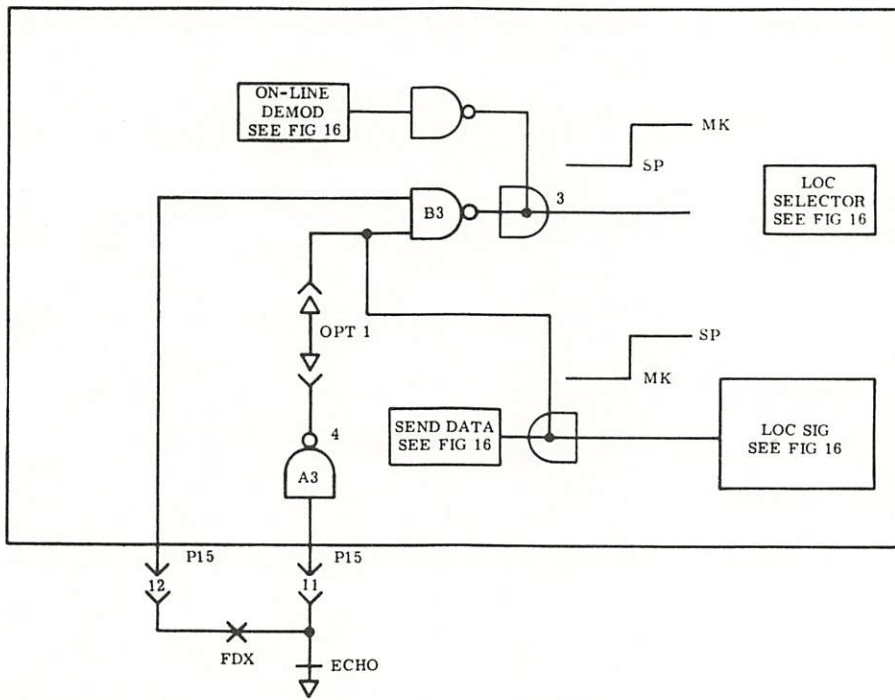 ON-LINE
DEMOD
SEE FIG 16
MK
SP
LOC
SELECTOR
SEE FIG 16
B3
3
OPT 1
SP
MK
4
SEND DATA
SEE FIG 16
LOC SIG
SEE FIG 16
A3
P15
P15
12
11
FDX
ECHO